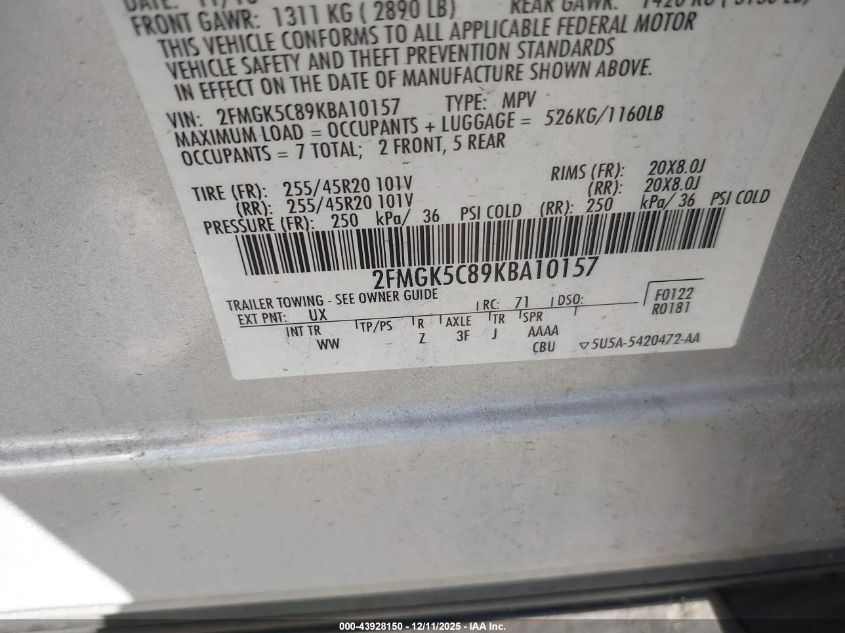 FRONT GAWR: 1311 KG ( 2890 LB) REAR GAWR:
THIS VEHICLE CONFORMS TO ALL APPLICABLE FEDERAL MOTOR
VEHICLE SAFETY AND THEFT PREVENTION STANDARDS
IN EFFECT ON THE DATE OF MANUFACTURE SHOWN ABOVE.
VIN: 2FMGK5C89KBA10157 TYPE: MPV
MAXIMUM LOAD = OCCUPANTS + LUGGAGE = 526KG/1160LB
OCCUPANTS = 7 TOTAL; 2 FRONT, 5 REAR
TIRE (FR): 255/45R20 101V RIMS (FR): 20X8.0J
(RR): 255/45R20 101V (RR): 20X8.0J
PRESSURE (FR): 250 kPa/ 36 PSI COLD (RR): 250 kPa/ 36 PSI COLD
2FMGK5C89KBA10157
TRAILER TOWING - SEE OWNER GUIDE
EXT PNT: UX RC: 71 DSO: F0122
R0181
INT TR TP/PS R AXLE TR SPR
WW Z 3F J AAAA
CBU 5U5A-5420472-AA
000-43928150 - 12/11/2025 - IAA Inc.